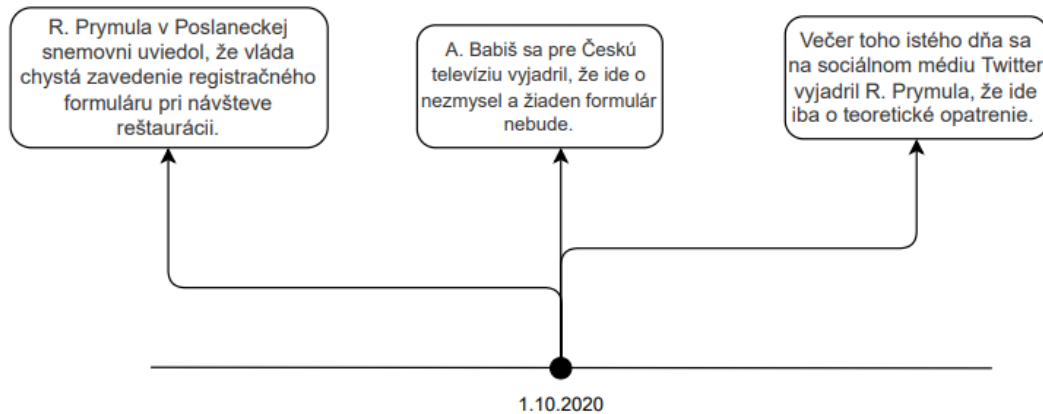 R. Prymula v Poslaneckej
snemovni uviedol, že vláda
chystá zavedenie registračného
formuláru pri návšteve
reštaurácii.
A. Babiš sa pre Českú
televíziu vyjadril, že ide o
nezmysel a žiaden formulár
nebude.
Večer toho istého dňa sa
na sociálnom médiu Twitter
vyjadril R. Prymula, že ide
iba o teoretické opatrenie.
1.10.2020